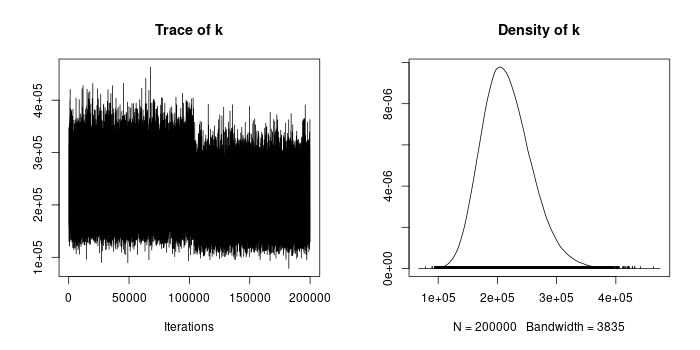 Trace of k
4e+05
3e+05
2e+05
1e+05
0
50000
100000
150000
200000
Iterations
Density of k
8e-06
4e-06
0e+00
1e+05
2e+05
3e+05
4e+05
N = 200000 Bandwidth = 3835